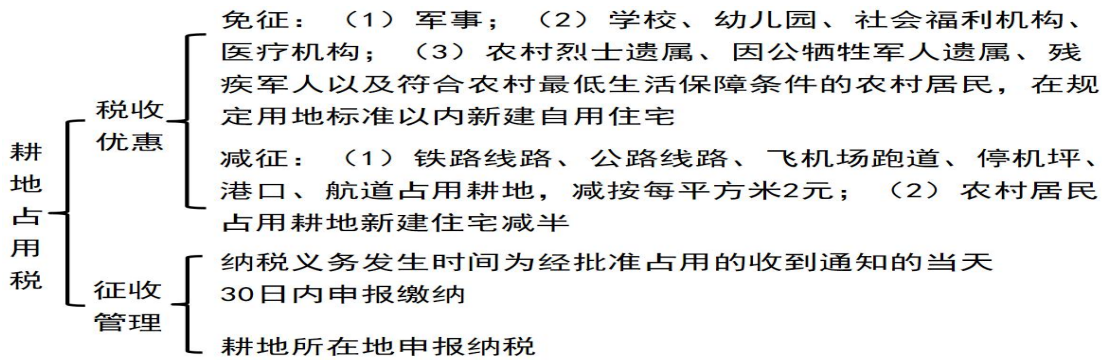 耕地占用税
税收优惠
免征：（1）军事；（2）学校、幼儿园、社会福利机构、
医疗机构；（3）农村烈士遗属、因公牺牲军人遗属、残
疾军人以及符合农村最低生活保障条件的农村居民，在规
定用地标准以内新建自用住宅
减征：（1）铁路线路、公路线路、飞机场跑道、停机坪、
港口、航道占用耕地，减按每平方米2元；（2）农村居民
占用耕地新建住宅减半
征收管理
纳税义务发生时间为经批准占用的收到通知的当天
30日内申报缴纳
耕地所在地申报纳税